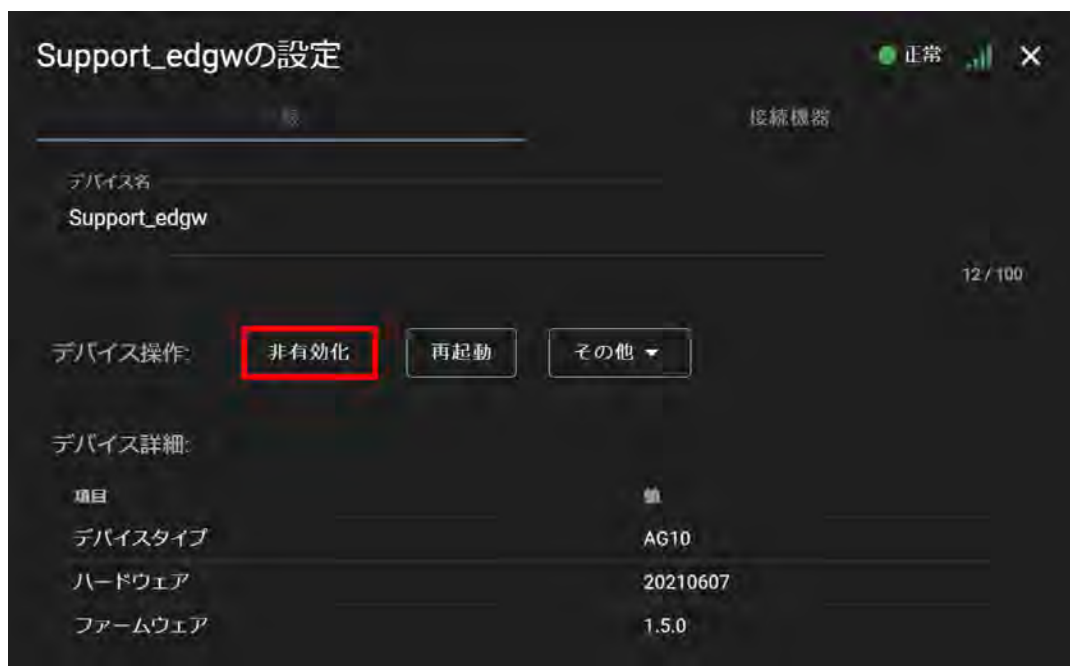 Support_edgwの設定
正常
接続機器
デバイス名
Support_edgw
12 / 100
デバイス操作:
非有効化
再起動
その他
デバイス詳細:
項目 値
デバイスタイプ AG10
ハードウェア 20210607
ファームウェア 1.5.0